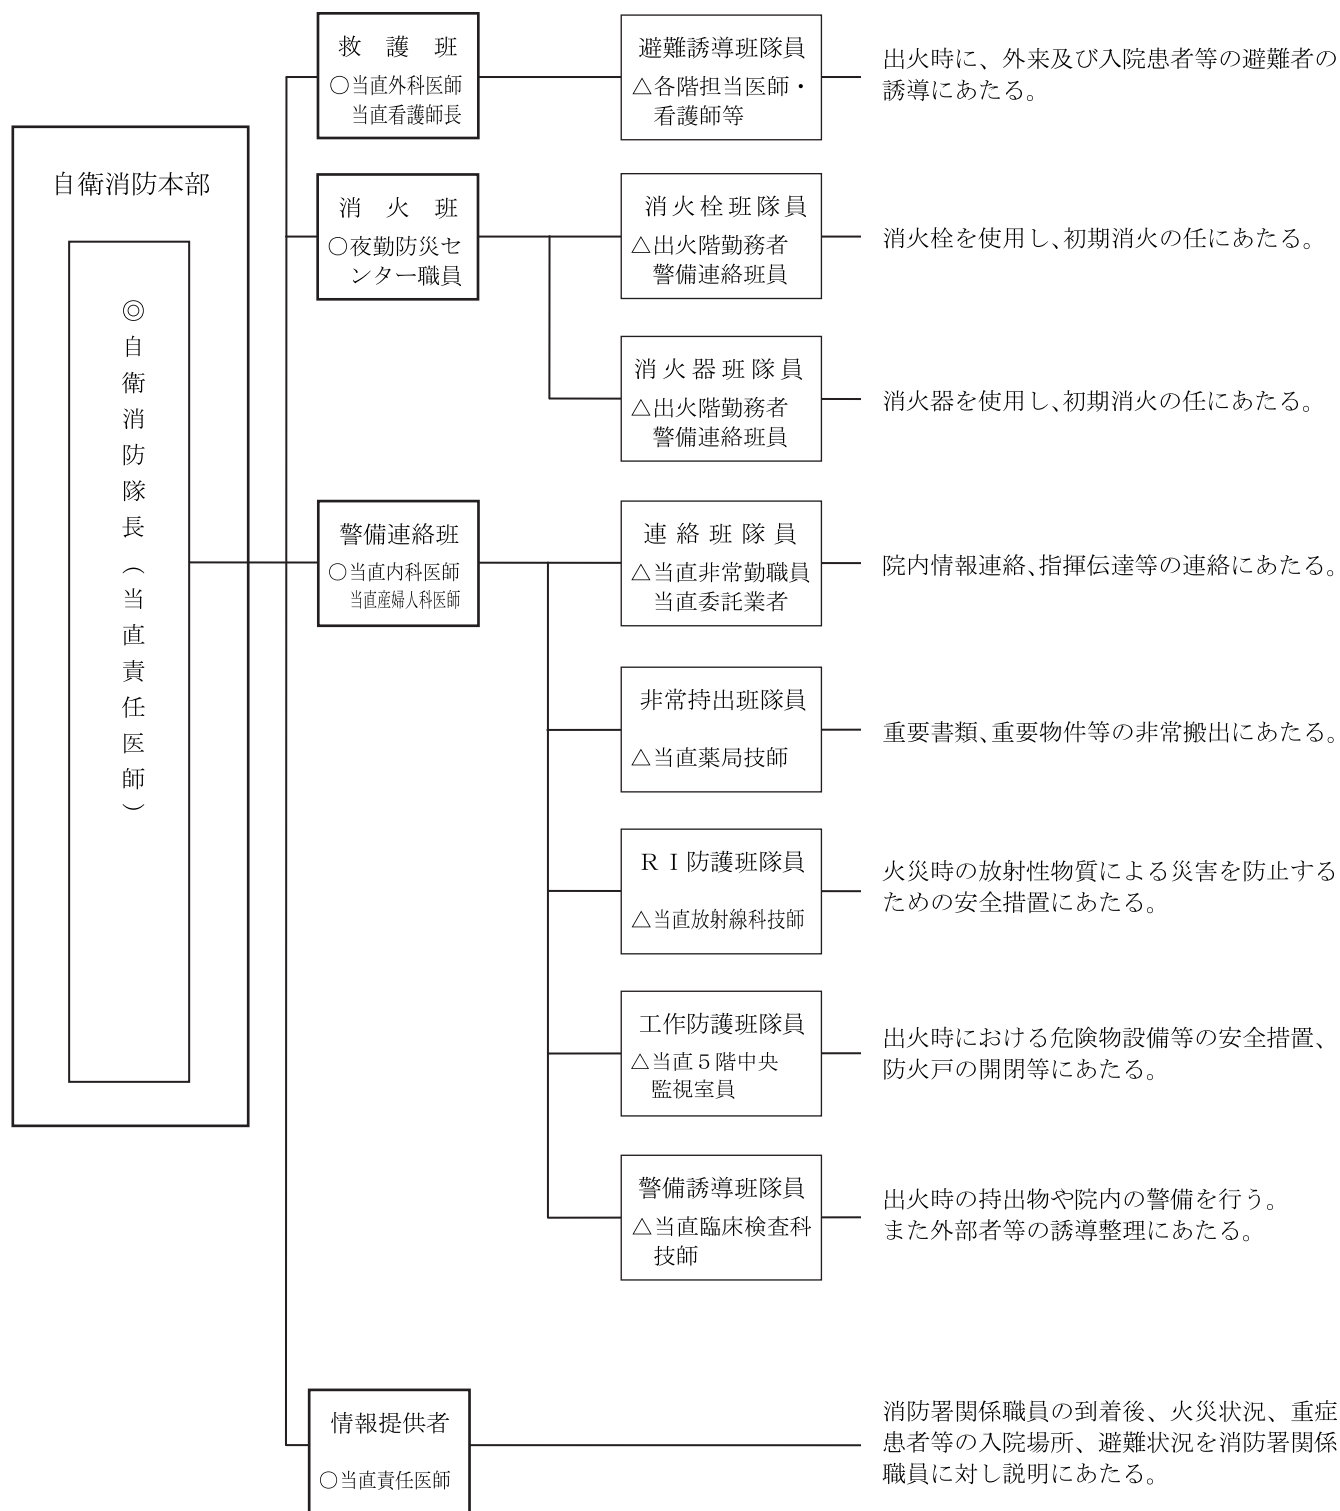 自衛消防本部
◎自衛消防隊長（当直責任医師）
救護班
○当直外科医師
当直看護師長
避難誘導班隊員
△各階担当医師・
看護師等
出火時に、外来及び入院患者等の避難者の
誘導にあたる。
消火班
○夜勤防災セ
ンター職員
消火栓班隊員
△出火階勤務者
警備連絡班員
消火栓を使用し、初期消火の任にあたる。
消火器班隊員
△出火階勤務者
警備連絡班員
消火器を使用し、初期消火の任にあたる。
警備連絡班
○当直内科医師
当直産婦人科医師
連絡班隊員
△当直非常勤職員
当直委託業者
院内情報連絡、指揮伝達等の連絡にあたる。
非常持出班隊員
△当直薬局技師
重要書類、重要物件等の非常搬出にあたる。
ＲＩ防護班隊員
△当直放射線科技師
火災時の放射性物質による災害を防止する
ための安全措置にあたる。
工作防護班隊員
△当直５階中央
監視室員
出火時における危険物設備等の安全措置、
防火戸の開閉等にあたる。
警備誘導班隊員
△当直臨床検査科
技師
出火時の持出物や院内の警備を行う。
また外部者等の誘導整理にあたる。
情報提供者
○当直責任医師
消防署関係職員の到着後、火災状況、重症
患者等の入院場所、避難状況を消防署関係
職員に対し説明にあたる。